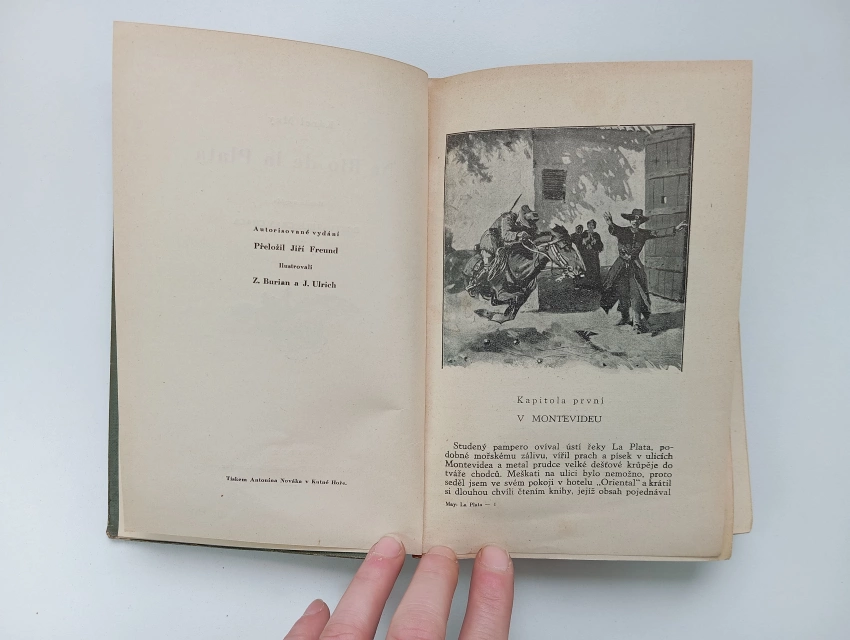 Autorisované vydání
Přeložil Jiří Freund
Ilustrovali
Z. Burian a J. Ulrich
Tiskem Antonína Nováka v Kutné Hoře.
Kapitola první
V MONTEVIDEU
Studený pampero ovíval ústí řeky La Plata, po-
dobné mořskému zálivu, vířil prach a písek v ulicích
Montevidea a metal prudce velké dešťové krůpěje do
tváře chodců. Meškati na ulici bylo nemožno, proto
seděl jsem ve svém pokoji v hotelu „Oriental“ a krátil
si dlouhou chvíli čtením knihy, jejíž obsah pojednával
May: La Plata — 1